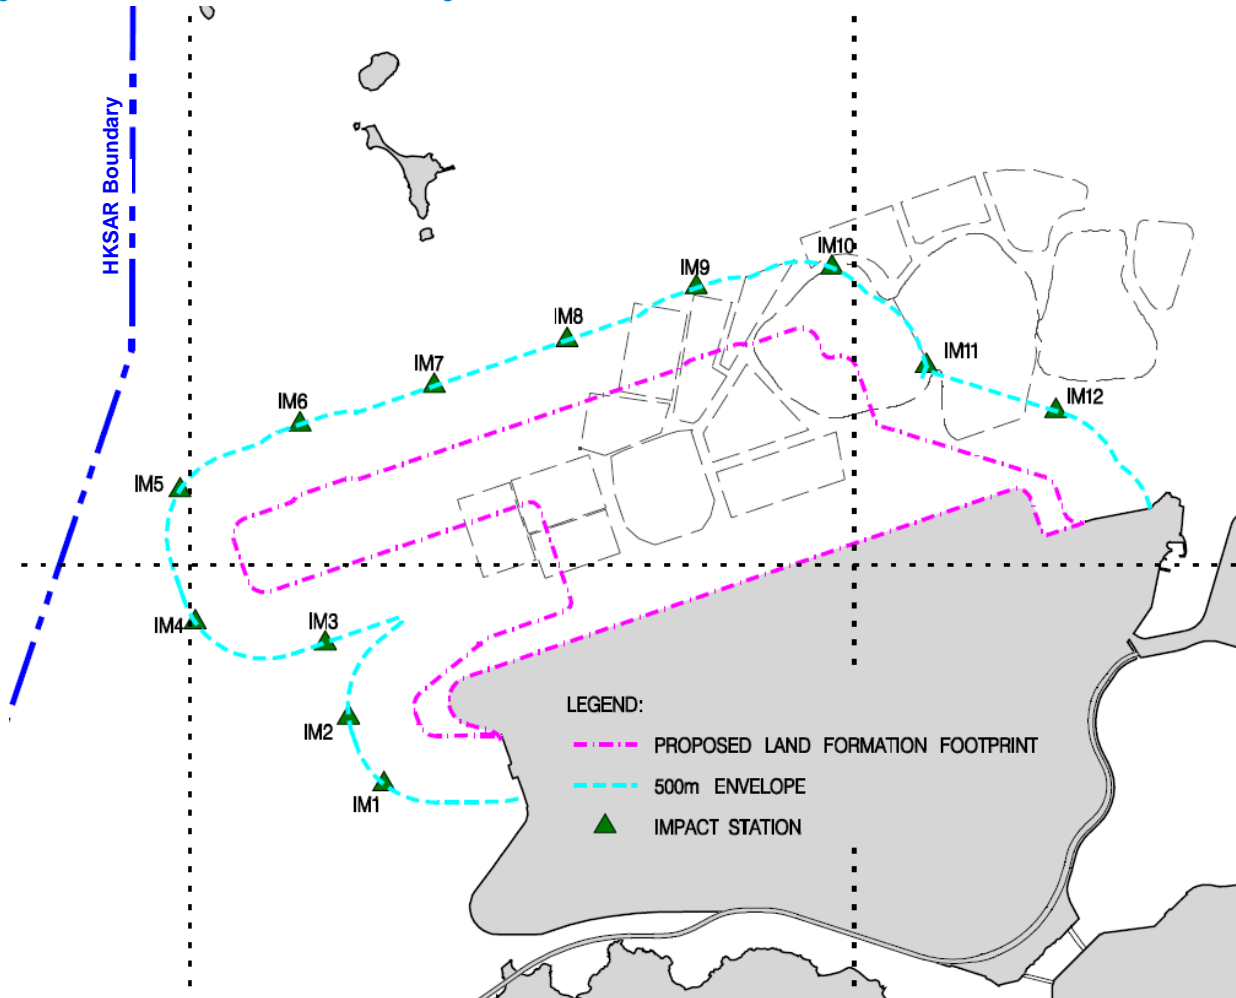 HKSAR Boundary
IM10
IM9
IM8
IM11
IM7
IM12
IM6
IM5
IM4
IM3
IM2
IM1
LEGEND:
PROPOSED LAND FORMATION FOOTPRINT
500m ENVELOPE
IMPACT STATION